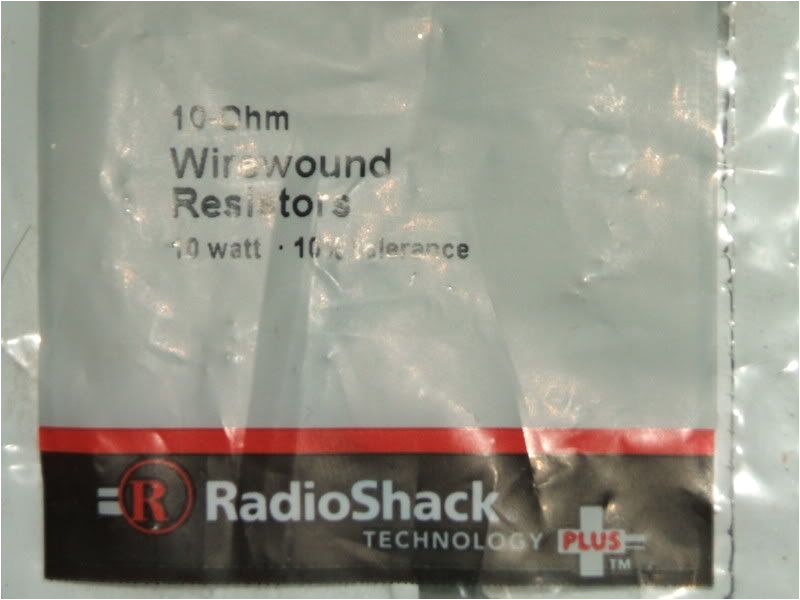 10-Ohm
Wirewound
Resistors
10 watt · 10% tolerance
R RadioShack
TECHNOLOGY PLUS TM